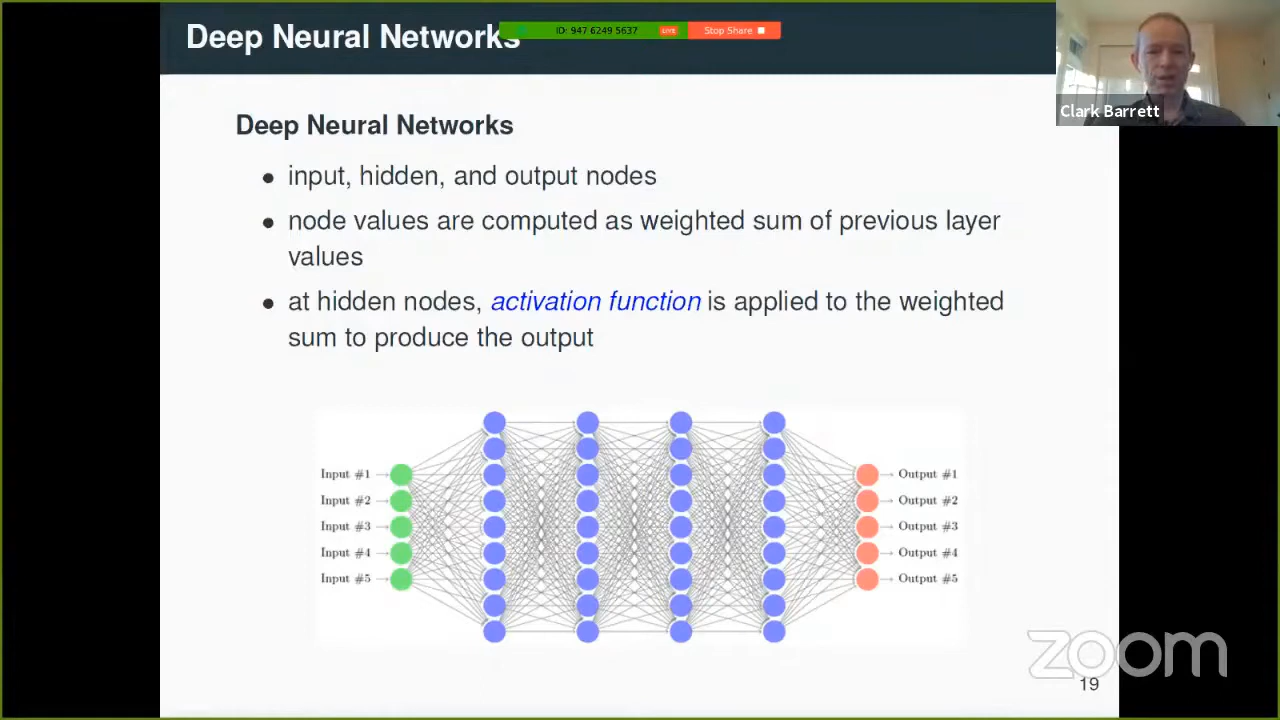 Deep Neural Networks
ID: 947 6249 5637
LIVE
Stop Share
Clark Barrett
Deep Neural Networks
• input, hidden, and output nodes
• node values are computed as weighted sum of previous layer
values
• at hidden nodes, activation function is applied to the weighted
sum to produce the output
Input #1
Input #2
Input #3
Input #4
Input #5
Output #1
Output #2
Output #3
Output #4
Output #5
zoom
19